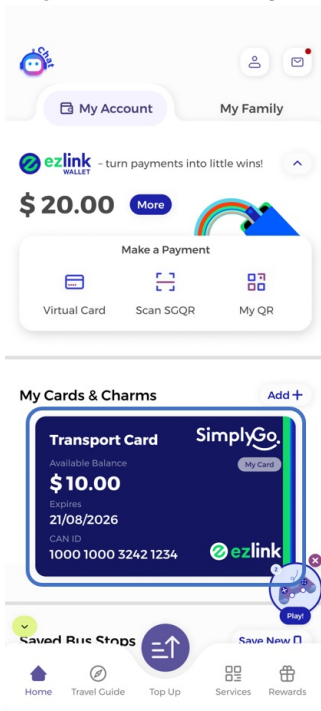 Chat
My Account
My Family
ezlink - turn payments into little wins!
WALLET
$ 20.00
More
Make a Payment
Virtual Card
Scan SGQR
My QR
My Cards & Charms
Add +
Transport Card
SimplyGo.
Available Balance
My Card
$ 10.00
Expires
21/08/2026
CAN ID
1000 1000 3242 1234
ezlink
2
Play!
Saved Bus Stops
Save New
Home
Travel Guide
Top Up
Services
Rewards